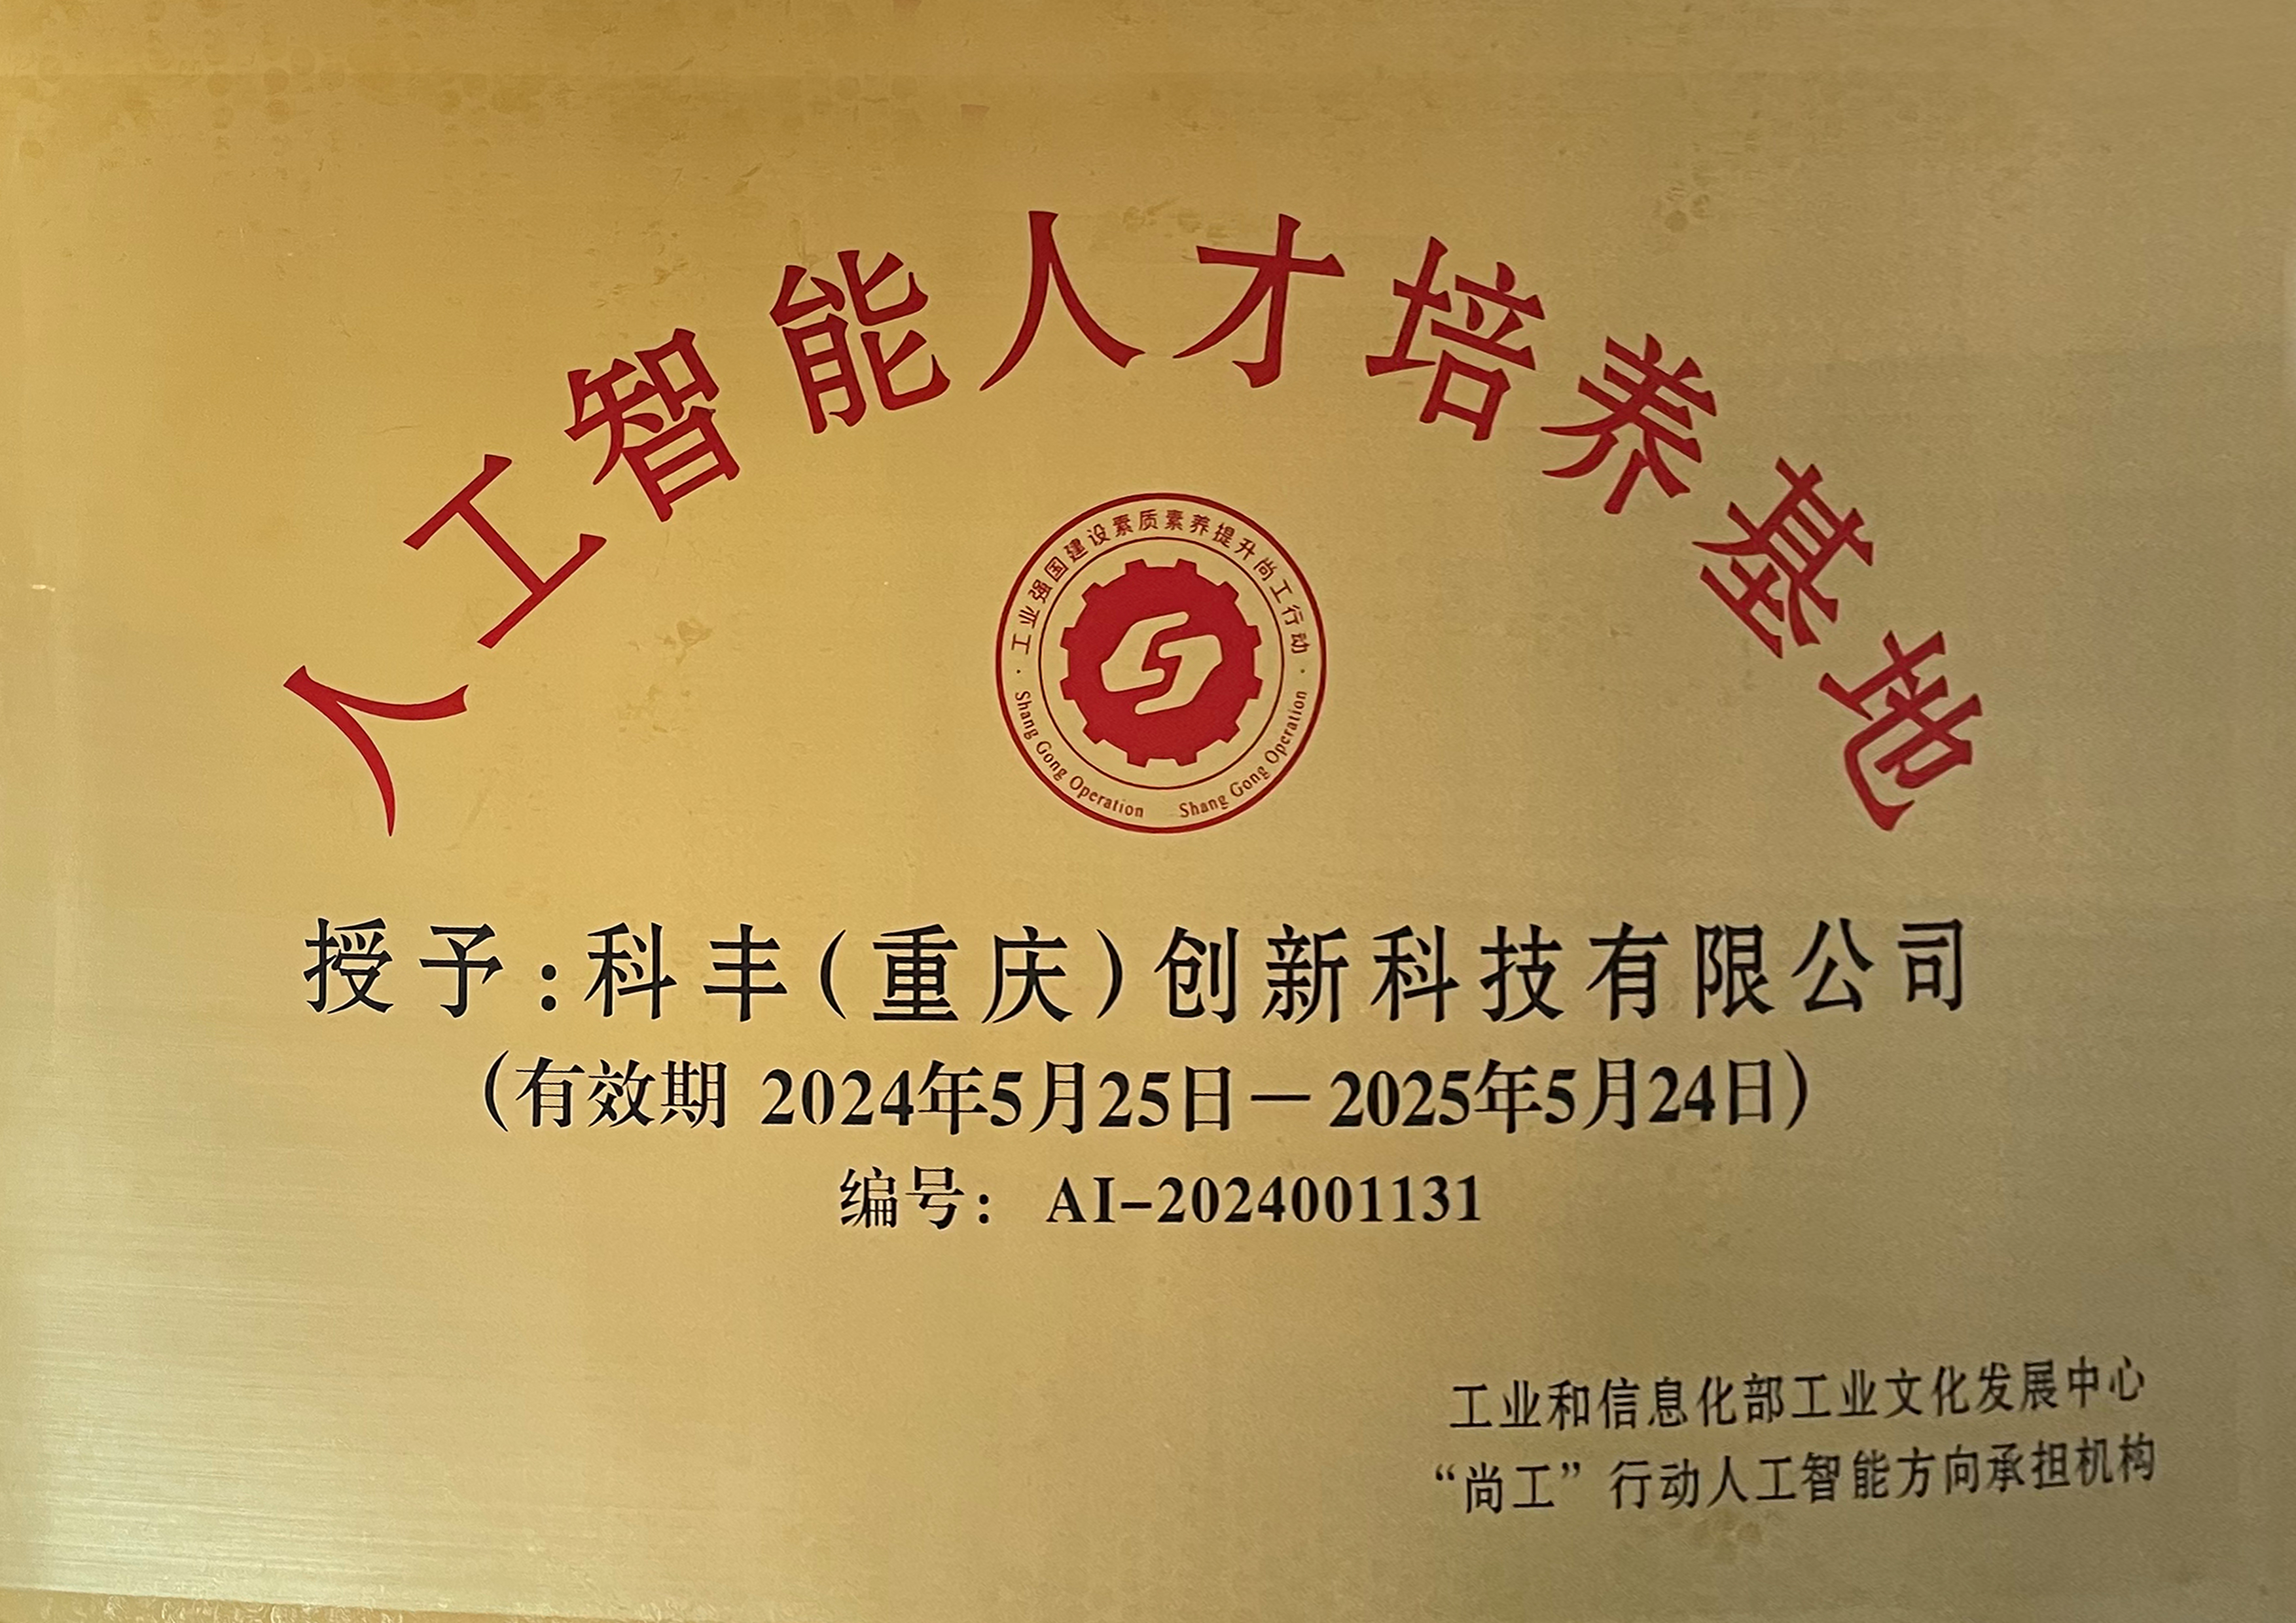 人工智能人才培养基地
·工业强国建设素质素养提升尚工行动·
Shang Gong Operation Shang Gong Operation
授予:科丰(重庆)创新科技有限公司
(有效期 2024年5月25日－2025年5月24日)
编号: AI-2024001131
工业和信息化部工业文化发展中心
“尚工”行动人工智能方向承担机构